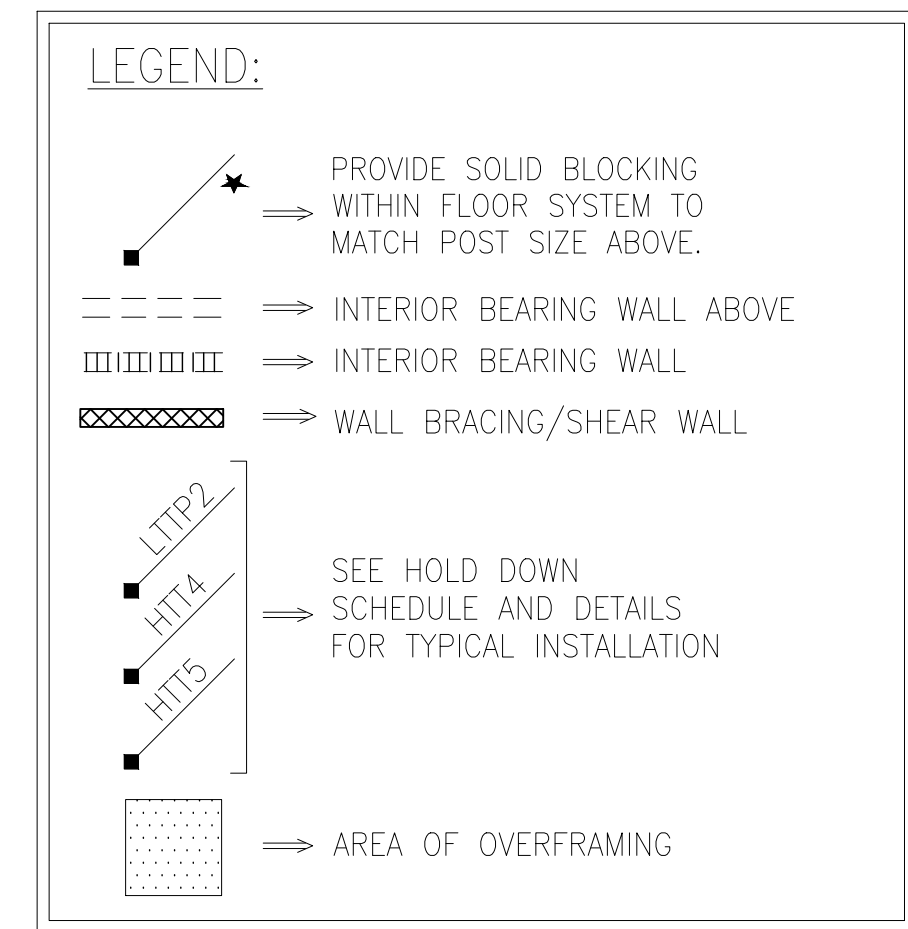 LEGEND:
PROVIDE SOLID BLOCKING
WITHIN FLOOR SYSTEM TO
MATCH POST SIZE ABOVE.
INTERIOR BEARING WALL ABOVE
INTERIOR BEARING WALL
WALL BRACING/SHEAR WALL
LTTP2
HTT4
HTT5
SEE HOLD DOWN
SCHEDULE AND DETAILS
FOR TYPICAL INSTALLATION
AREA OF OVERFRAMING